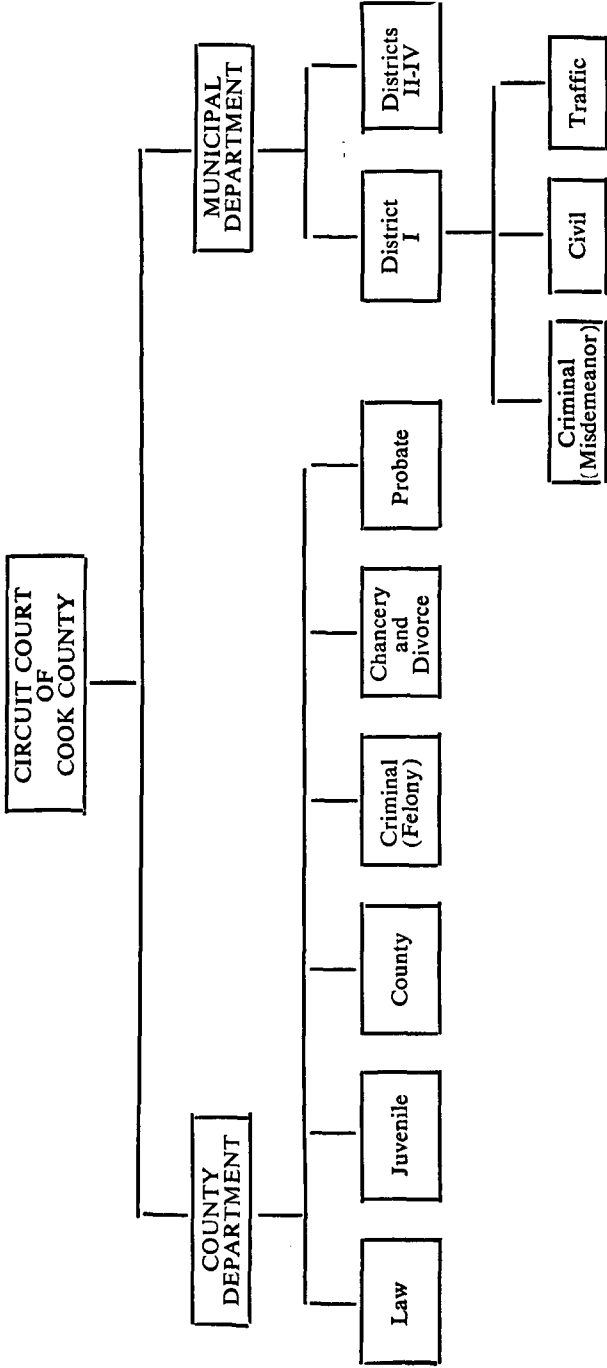 CIRCUIT COURT
OF
COOK COUNTY
COUNTY
DEPARTMENT
MUNICIPAL
DEPARTMENT
Law
Juvenile
County
Criminal
(Felony)
Chancery
and
Divorce
Probate
District
I
Districts
II-IV
Criminal
(Misdemeanor)
Civil
Traffic